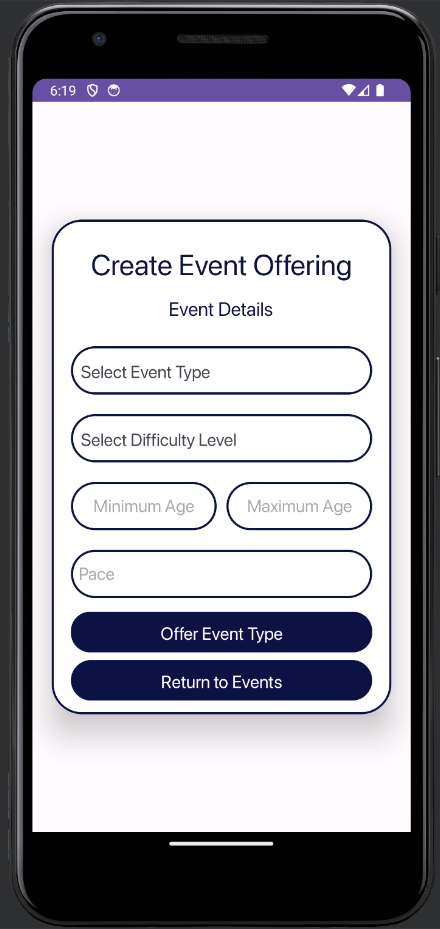 6:19
Create Event Offering
Event Details
Select Event Type
Select Difficulty Level
Minimum Age Maximum Age
Pace
Offer Event Type
Return to Events